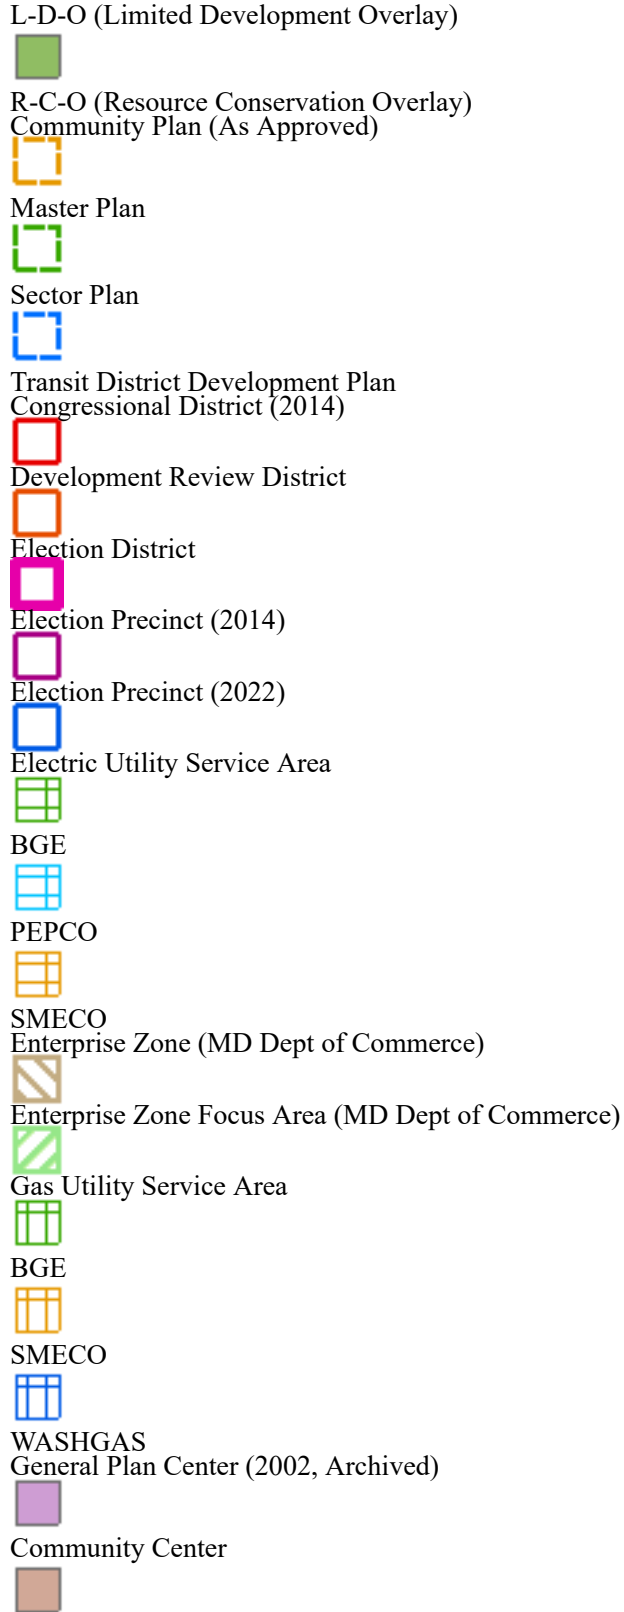 L-D-O (Limited Development Overlay)
R-C-O (Resource Conservation Overlay)
Community Plan (As Approved)
Master Plan
Sector Plan
Transit District Development Plan
Congressional District (2014)
Development Review District
Election District
Election Precinct (2014)
Election Precinct (2022)
Electric Utility Service Area
BGE
PEPCO
SMECO
Enterprise Zone (MD Dept of Commerce)
Enterprise Zone Focus Area (MD Dept of Commerce)
Gas Utility Service Area
BGE
SMECO
WASHGAS
General Plan Center (2002, Archived)
Community Center